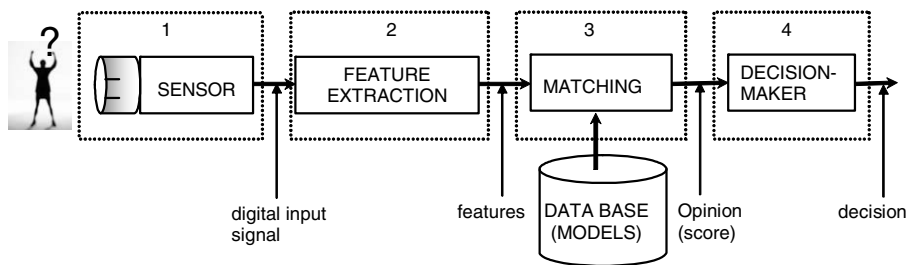 1
2
3
4
?
SENSOR
FEATURE
EXTRACTION
MATCHING
DECISION-
MAKER
digital input
signal
features
DATA BASE
(MODELS)
Opinion
(score)
decision